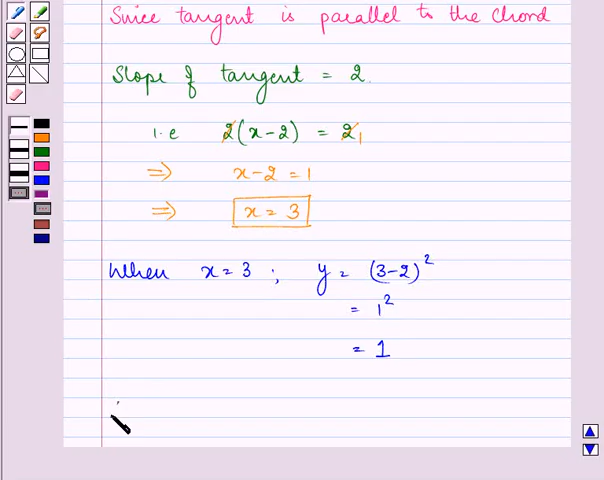 Since tangent is parallel to the chord
Slope of tangent = 2.
i.e 2(x-2) = 2 1
⇒ x-2 = 1
⇒ x = 3
When x = 3 ; y = (3-2)²
= 1²
= 1